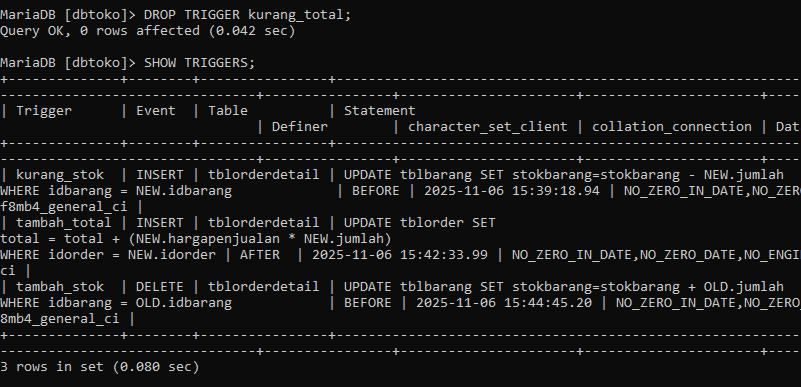 MariaDB [dbtoko]> DROP TRIGGER kurang_total;
Query OK, 0 rows affected (0.042 sec)
MariaDB [dbtoko]> SHOW TRIGGERS;
+--------------+--------+----------------+-----------------------------------------------------------
--------------------------------+----------------+----------------------+----------------------+----
| Trigger      | Event  | Table          | Statement
                                | Definer        | character_set_client | collation_connection | Dat
+--------------+--------+----------------+-----------------------------------------------------------
--------------------------------+----------------+----------------------+----------------------+----
| kurang_stok  | INSERT | tblorderdetail | UPDATE tblbarang SET stokbarang=stokbarang - NEW.jumlah
WHERE idbarang = NEW.idbarang             | BEFORE | 2025-11-06 15:39:18.94 | NO_ZERO_IN_DATE,NO_ZERO
f8mb4_general_ci |
| tambah_total | INSERT | tblorderdetail | UPDATE tblorder SET
total = total + (NEW.hargapenjualan * NEW.jumlah)
WHERE idorder = NEW.idorder | AFTER  | 2025-11-06 15:42:33.99 | NO_ZERO_IN_DATE,NO_ZERO_DATE,NO_ENGI
ci |
| tambah_stok  | DELETE | tblorderdetail | UPDATE tblbarang SET stokbarang=stokbarang + OLD.jumlah
WHERE idbarang = OLD.idbarang            | BEFORE | 2025-11-06 15:44:45.20 | NO_ZERO_IN_DATE,NO_ZERO_
8mb4_general_ci |
+--------------+--------+----------------+-----------------------------------------------------------
--------------------------------+----------------+----------------------+----------------------+----
3 rows in set (0.080 sec)